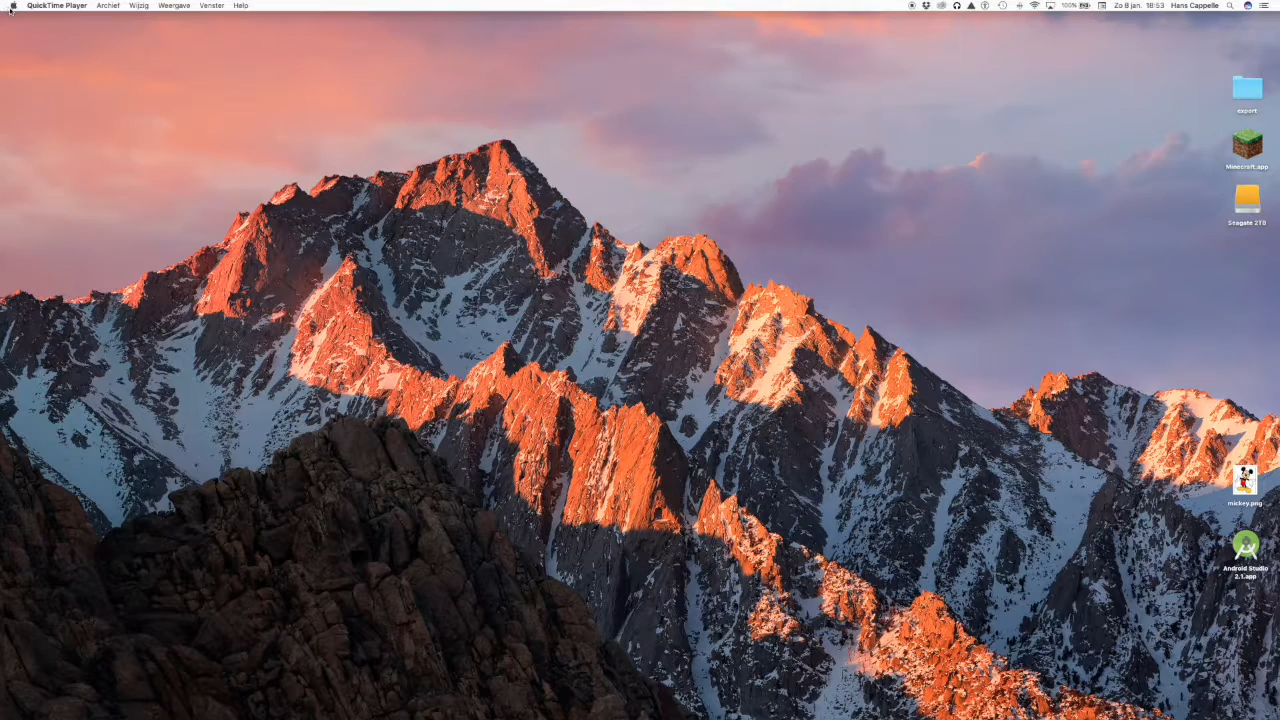 QuickTime Player Archief Wijzig Weergave Venster Help 100% Zo 8 jan. 18:53 Hans Cappelle
export
Minecraft.app
Seagate 2TB
mickey.png
Android Studio
2.1.app